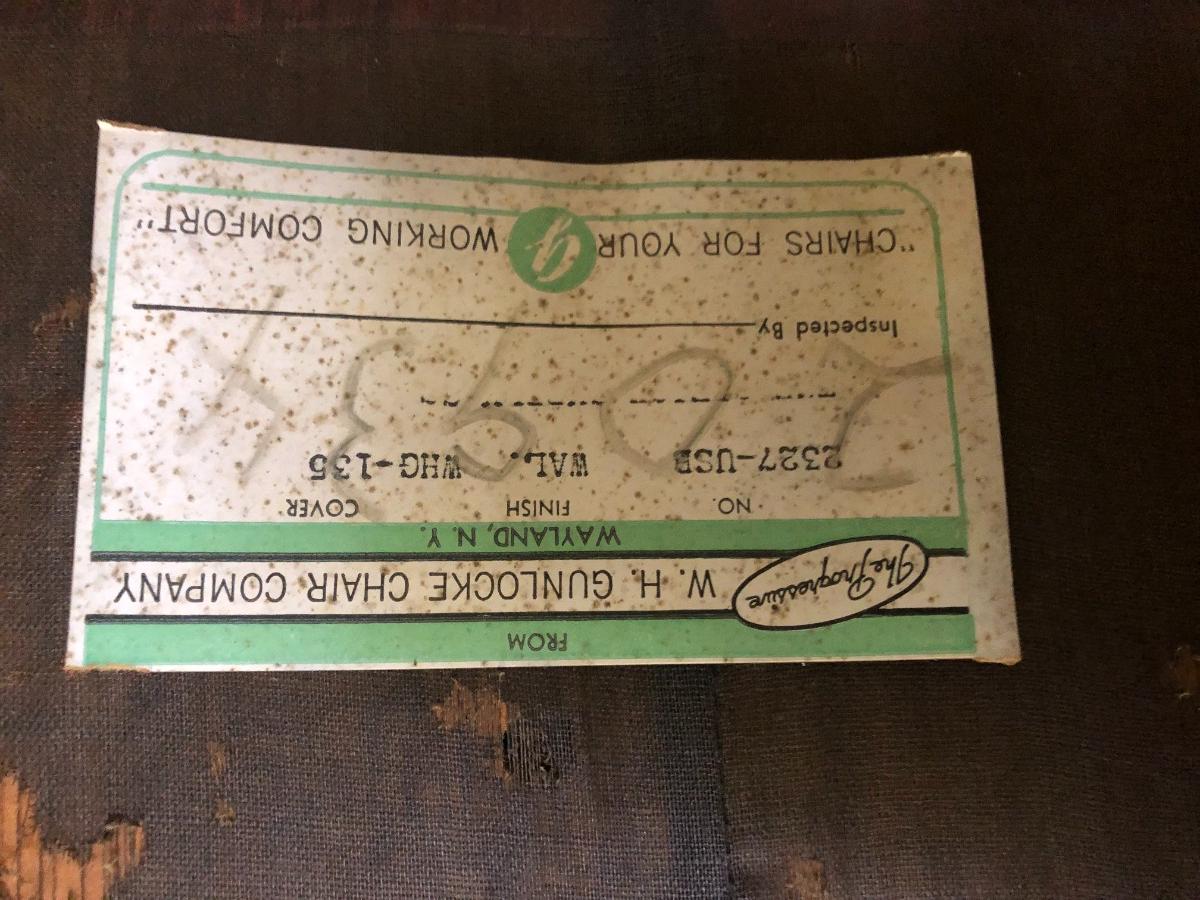 FROM
The Progressive W. H. GUNLOCKE CHAIR COMPANY
WAYLAND, N. Y.
NO. FINISH COVER
2327-USB WAL. WHG-135
Inspected By
"CHAIRS FOR YOUR G WORKING COMFORT"